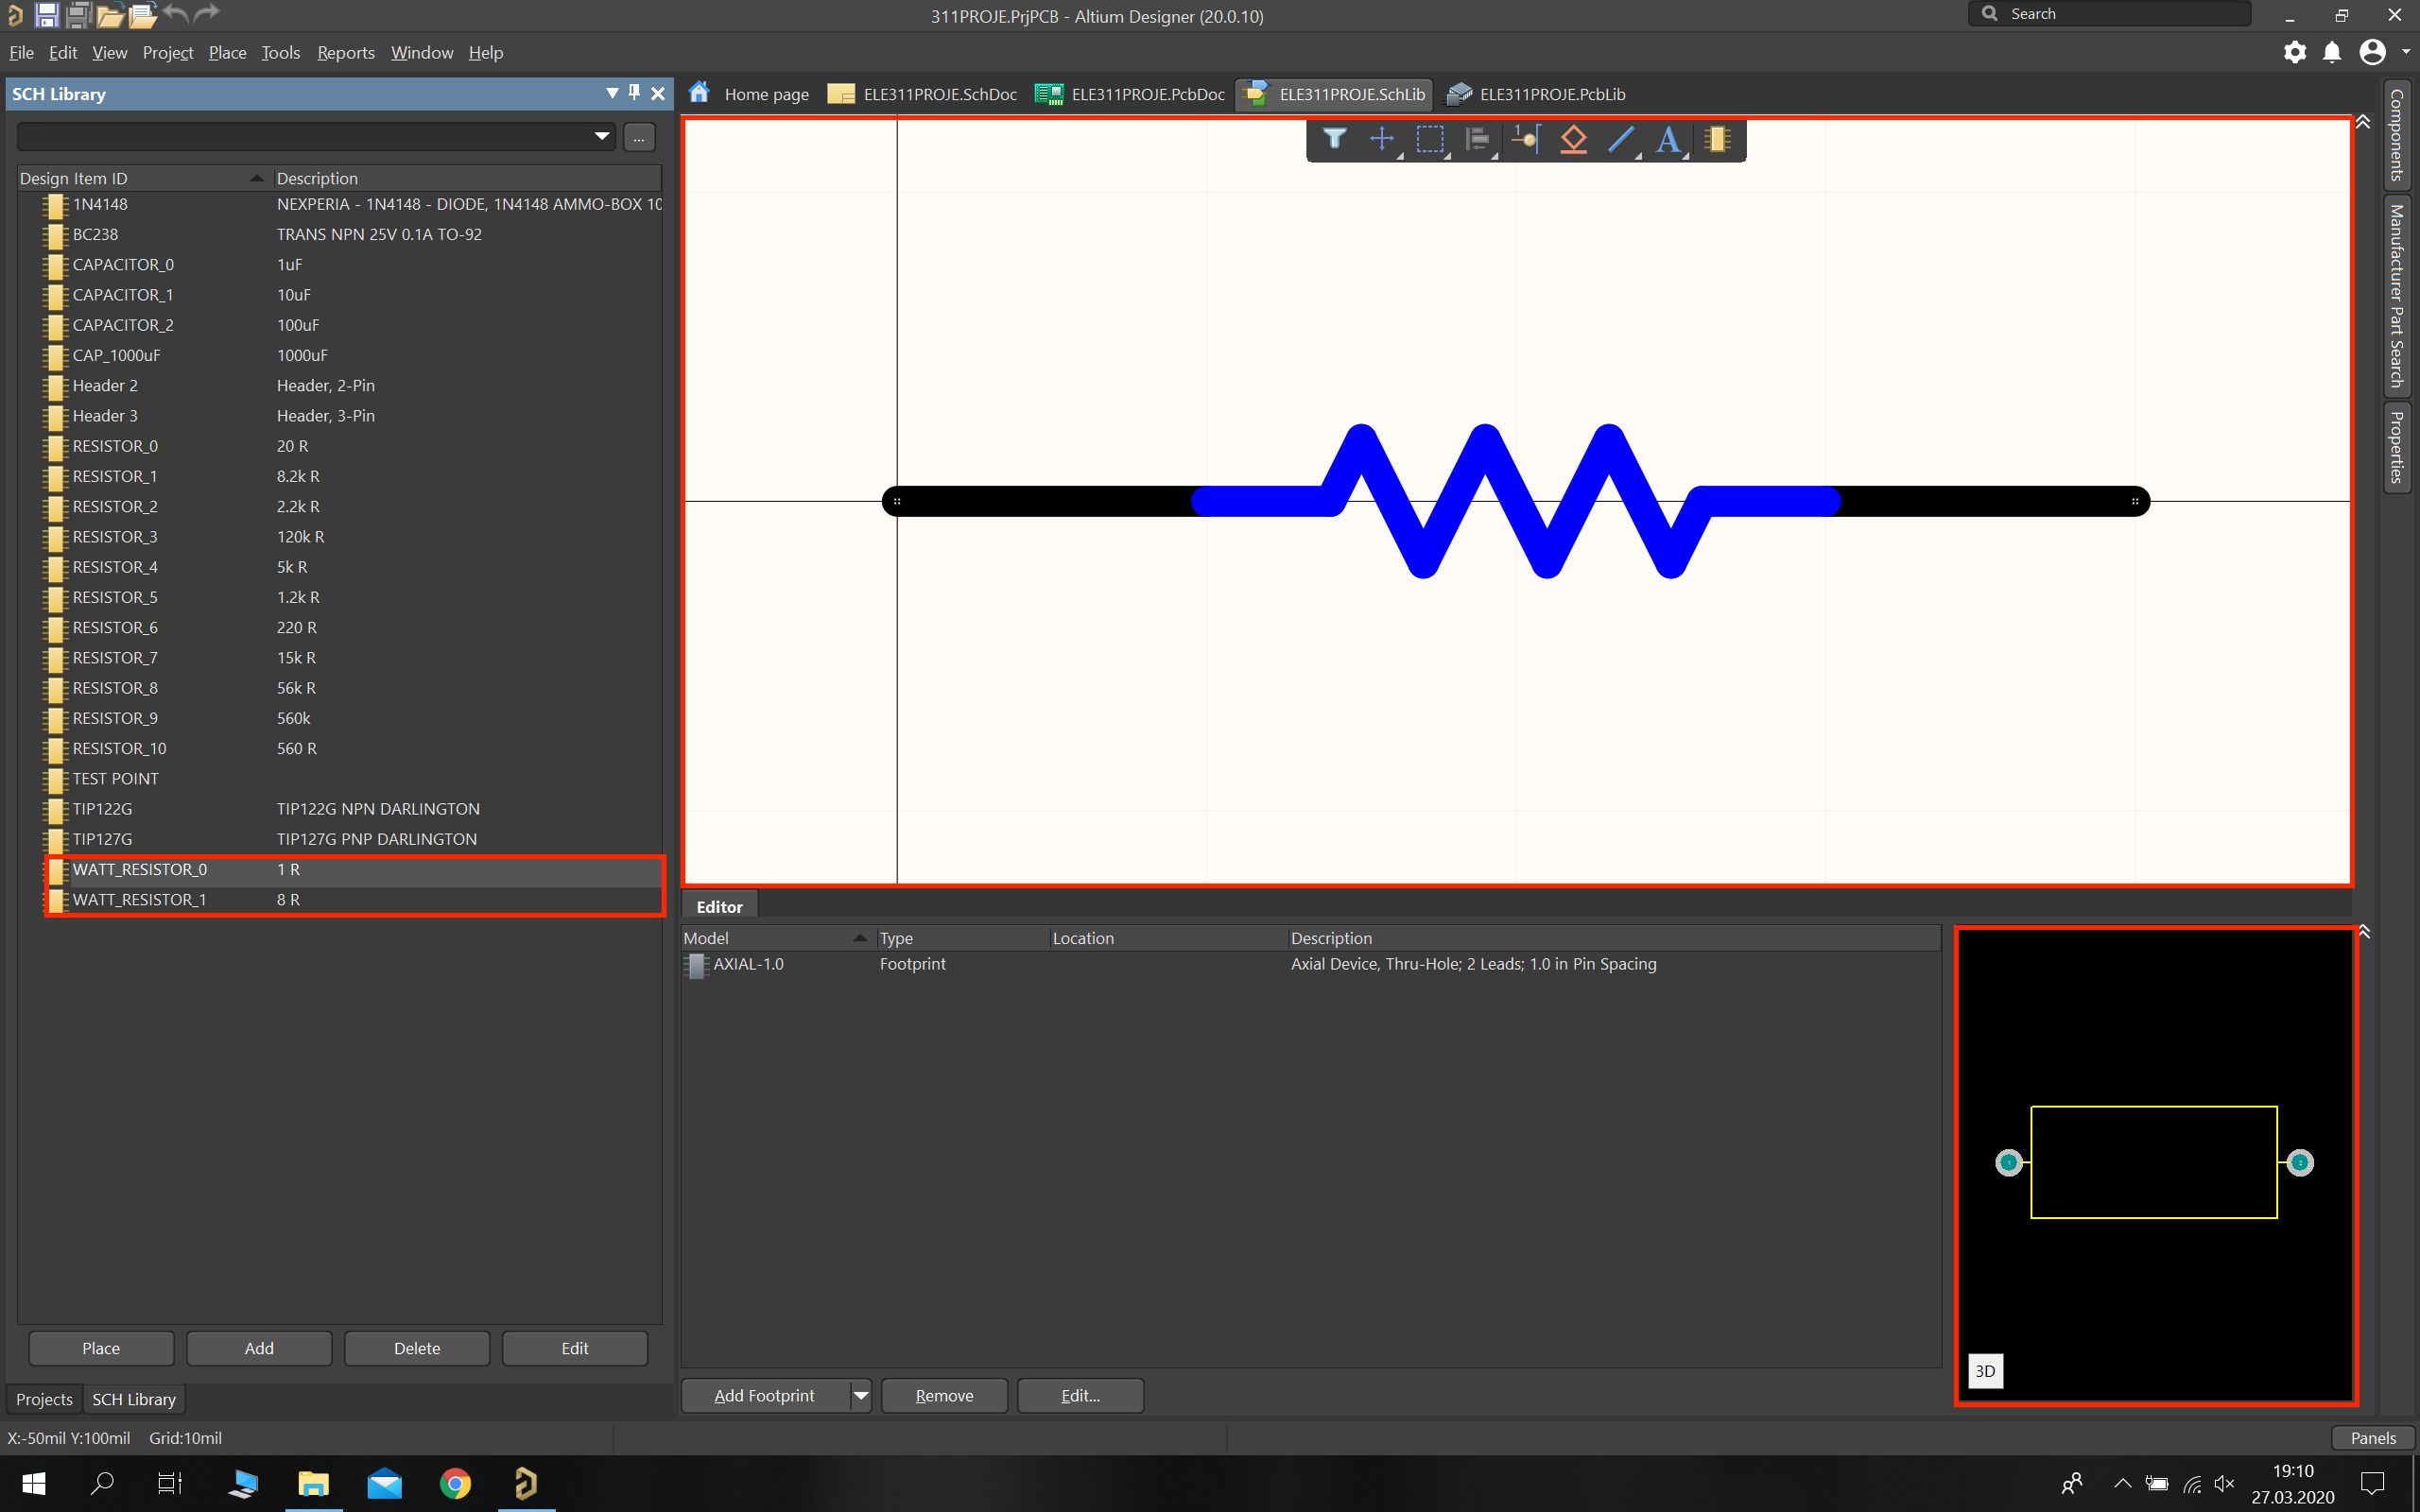 311PROJE.PrjPCB - Altium Designer (20.0.10)
Search
File Edit View Project Place Tools Reports Window Help
SCH Library
Home page
ELE311PROJE.SchDoc
ELE311PROJE.PcbDoc
ELE311PROJE.SchLib
ELE311PROJE.PcbLib
...
Design Item ID Description
1N4148 NEXPERIA - 1N4148 - DIODE, 1N4148 AMMO-BOX 10
BC238 TRANS NPN 25V 0.1A TO-92
CAPACITOR_0 1uF
CAPACITOR_1 10uF
CAPACITOR_2 100uF
CAP_1000uF 1000uF
Header 2 Header, 2-Pin
Header 3 Header, 3-Pin
RESISTOR_0 20 R
RESISTOR_1 8.2k R
RESISTOR_2 2.2k R
RESISTOR_3 120k R
RESISTOR_4 5k R
RESISTOR_5 1.2k R
RESISTOR_6 220 R
RESISTOR_7 15k R
RESISTOR_8 56k R
RESISTOR_9 560k
RESISTOR_10 560 R
TEST POINT
TIP122G TIP122G NPN DARLINGTON
TIP127G TIP127G PNP DARLINGTON
WATT_RESISTOR_0 1 R
WATT_RESISTOR_1 8 R
Place Add Delete Edit
Projects SCH Library
Components
Manufacturer Part Search
Properties
Editor
Model Type Location Description
AXIAL-1.0 Footprint Axial Device, Thru-Hole; 2 Leads; 1.0 in Pin Spacing
3D
Add Footprint Remove Edit...
X:-50mil Y:100mil Grid:10mil
Panels
19:10
27.03.2020